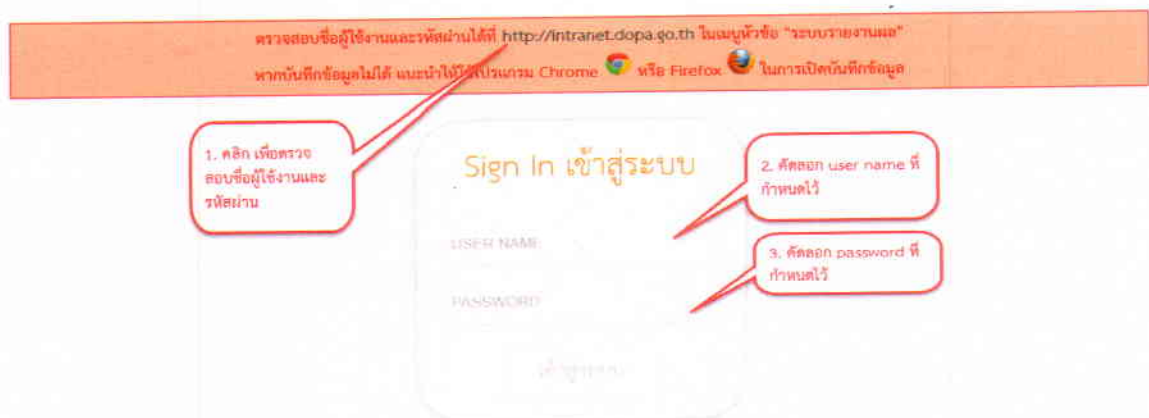 ตรวจสอบชื่อผู้ใช้งานและรหัสผ่านได้ที่ http://intranet.dopa.go.th ในเมนูหัวข้อ "ระบบรายงานผล"
หากบันทึกข้อมูลไม่ได้ แนะนำให้ใช้โปรแกรม Chrome หรือ Firefox ในการเปิดบันทึกข้อมูล
1. คลิก เพื่อตรวจ
สอบชื่อผู้ใช้งานและ
รหัสผ่าน
Sign In เข้าสู่ระบบ
2. คัดลอก user name ที่
กำหนดไว้
USER NAME
3. คัดลอก password ที่
กำหนดไว้
PASSWORD
เข้าสู่ระบบ